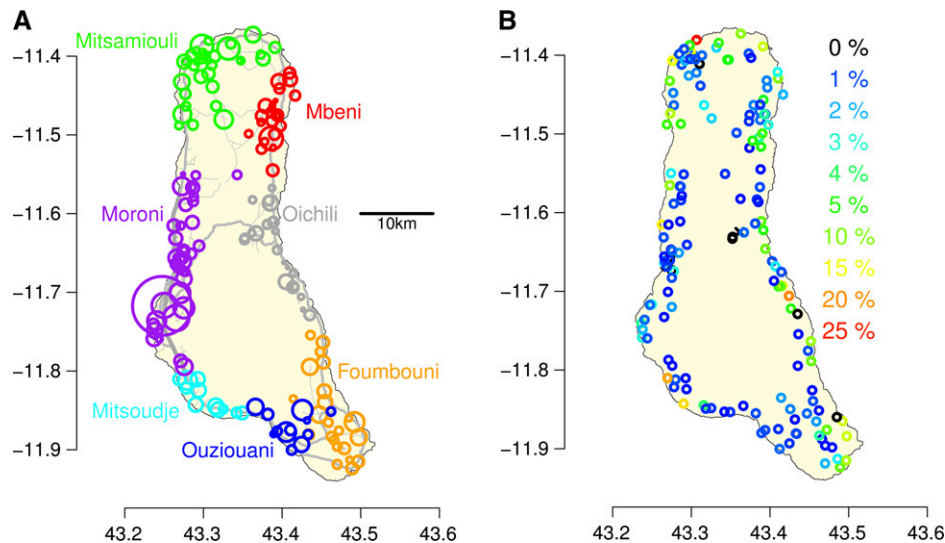 A
Mitsamiouli
Mbeni
Moroni
Oichili
10km
Foumbouni
Mitsoudje
Ouziouani
−11.4
−11.5
−11.6
−11.7
−11.8
−11.9
43.2 43.3 43.4 43.5 43.6
B
0 %
1 %
2 %
3 %
4 %
5 %
10 %
15 %
20 %
25 %
−11.4
−11.5
−11.6
−11.7
−11.8
−11.9
43.2 43.3 43.4 43.5 43.6